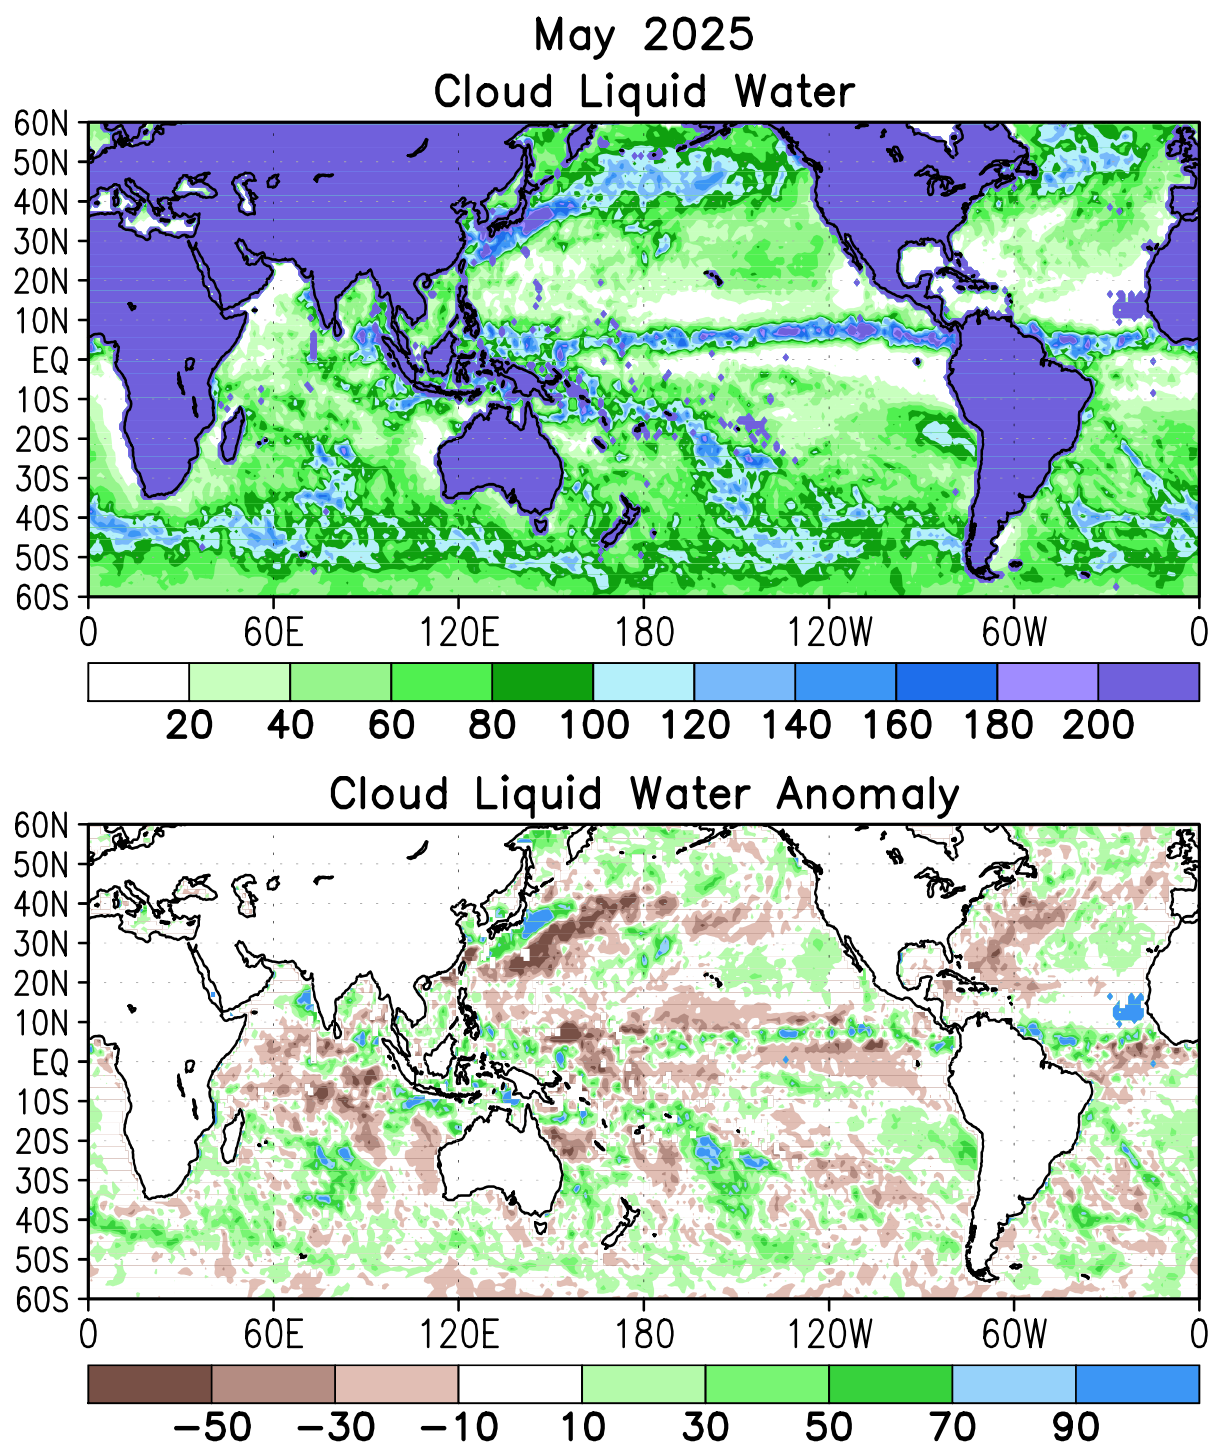 May 2025
Cloud Liquid Water
60N
50N
40N
30N
20N
10N
EQ
10S
20S
30S
40S
50S
60S
0 60E 120E 180 120W 60W 0
20 40 60 80 100 120 140 160 180 200
Cloud Liquid Water Anomaly
60N
50N
40N
30N
20N
10N
EQ
10S
20S
30S
40S
50S
60S
0 60E 120E 180 120W 60W 0
−50 −30 −10 10 30 50 70 90